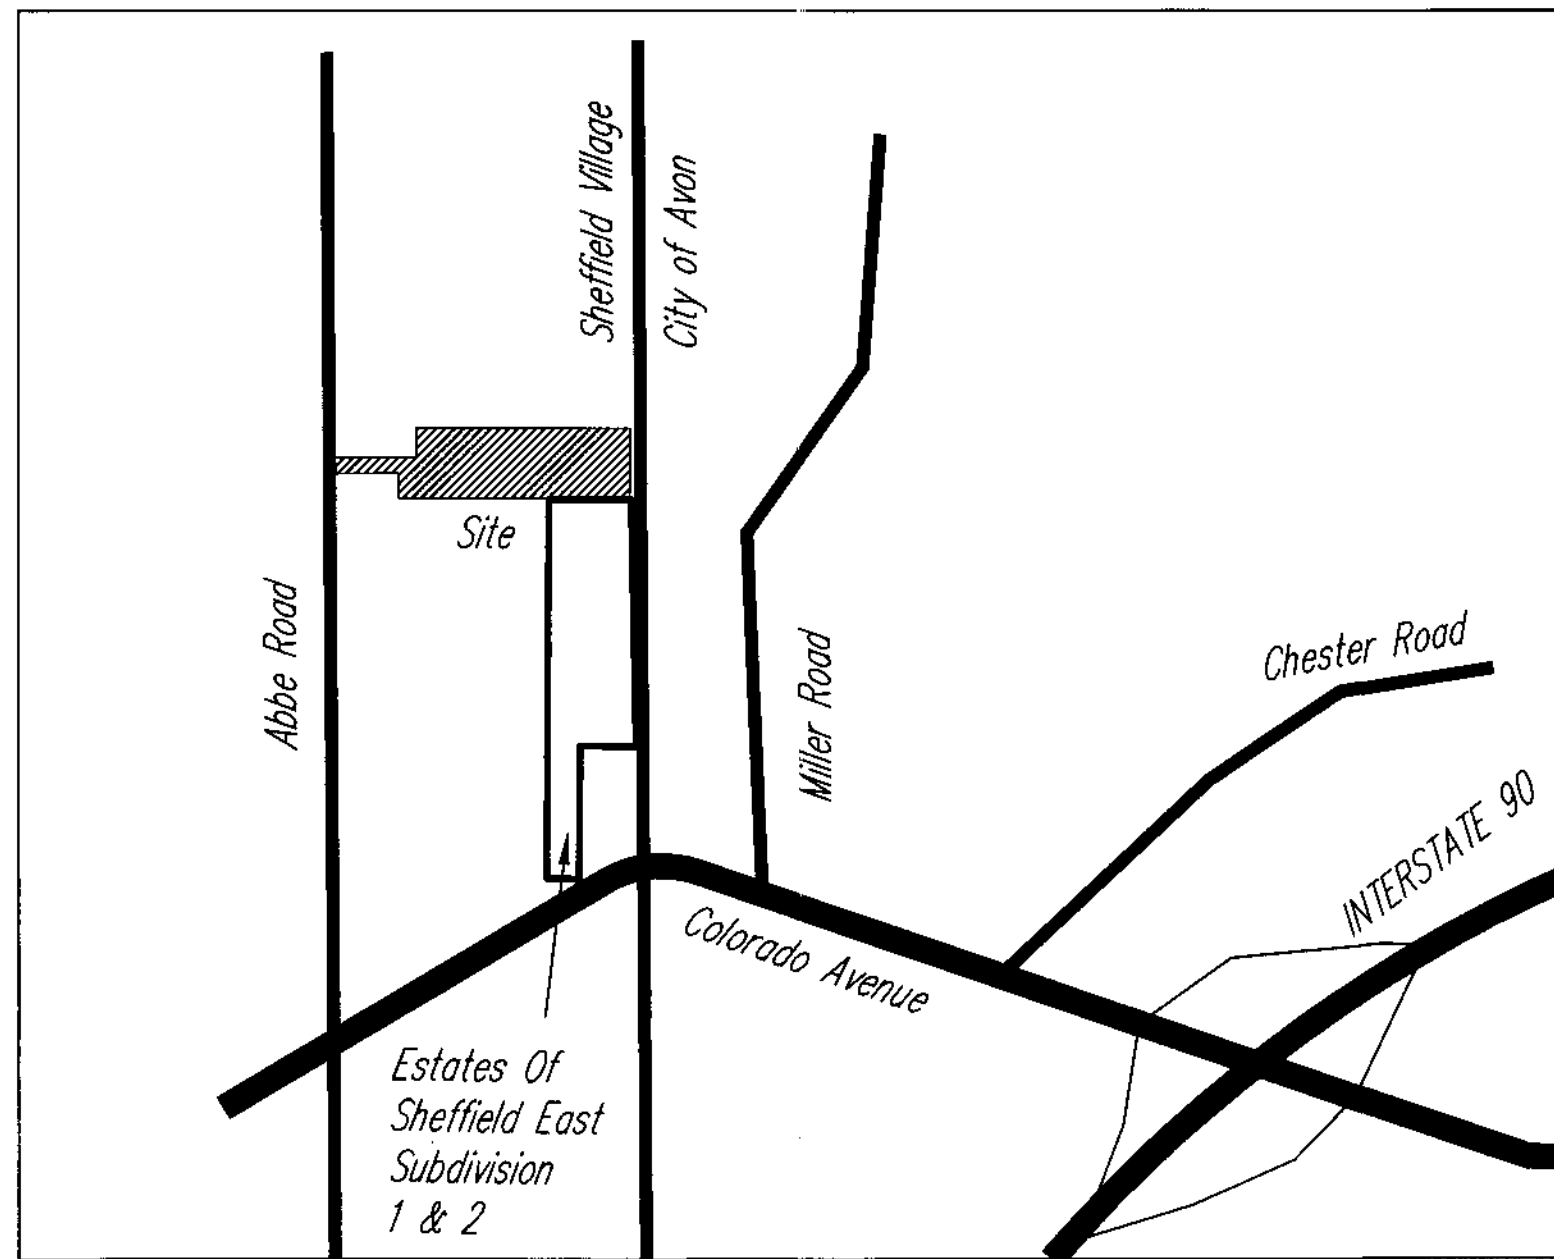 Sheffield Village
City of Avon
Site
Abbe Road
Miller Road
Chester Road
INTERSTATE 90
Colorado Avenue
Estates Of
Sheffield East
Subdivision
1 & 2